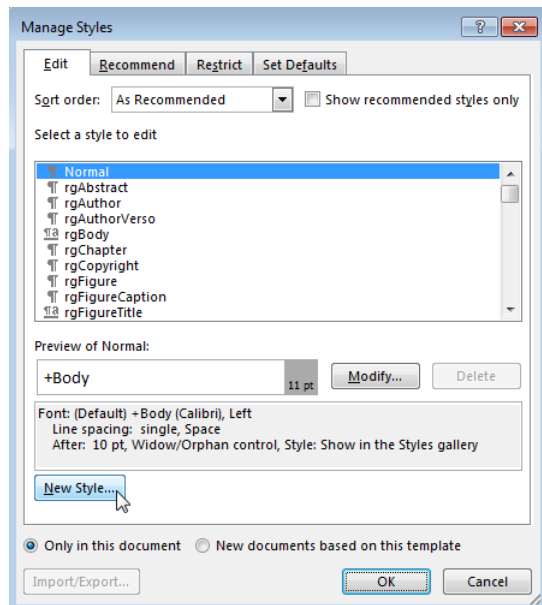 Manage Styles
Edit Recommend Restrict Set Defaults
Sort order: As Recommended Show recommended styles only
Select a style to edit
¶ Normal
¶ rgAbstract
¶ rgAuthor
¶ rgAuthorVerso
¶a rgBody
¶ rgChapter
¶ rgCopyright
¶ rgFigure
¶ rgFigureCaption
¶a rgFigureTitle
Preview of Normal:
+Body 11 pt Modify... Delete
Font: (Default) +Body (Calibri), Left
Line spacing: single, Space
After: 10 pt, Widow/Orphan control, Style: Show in the Styles gallery
New Style...
Only in this document New documents based on this template
Import/Export... OK Cancel